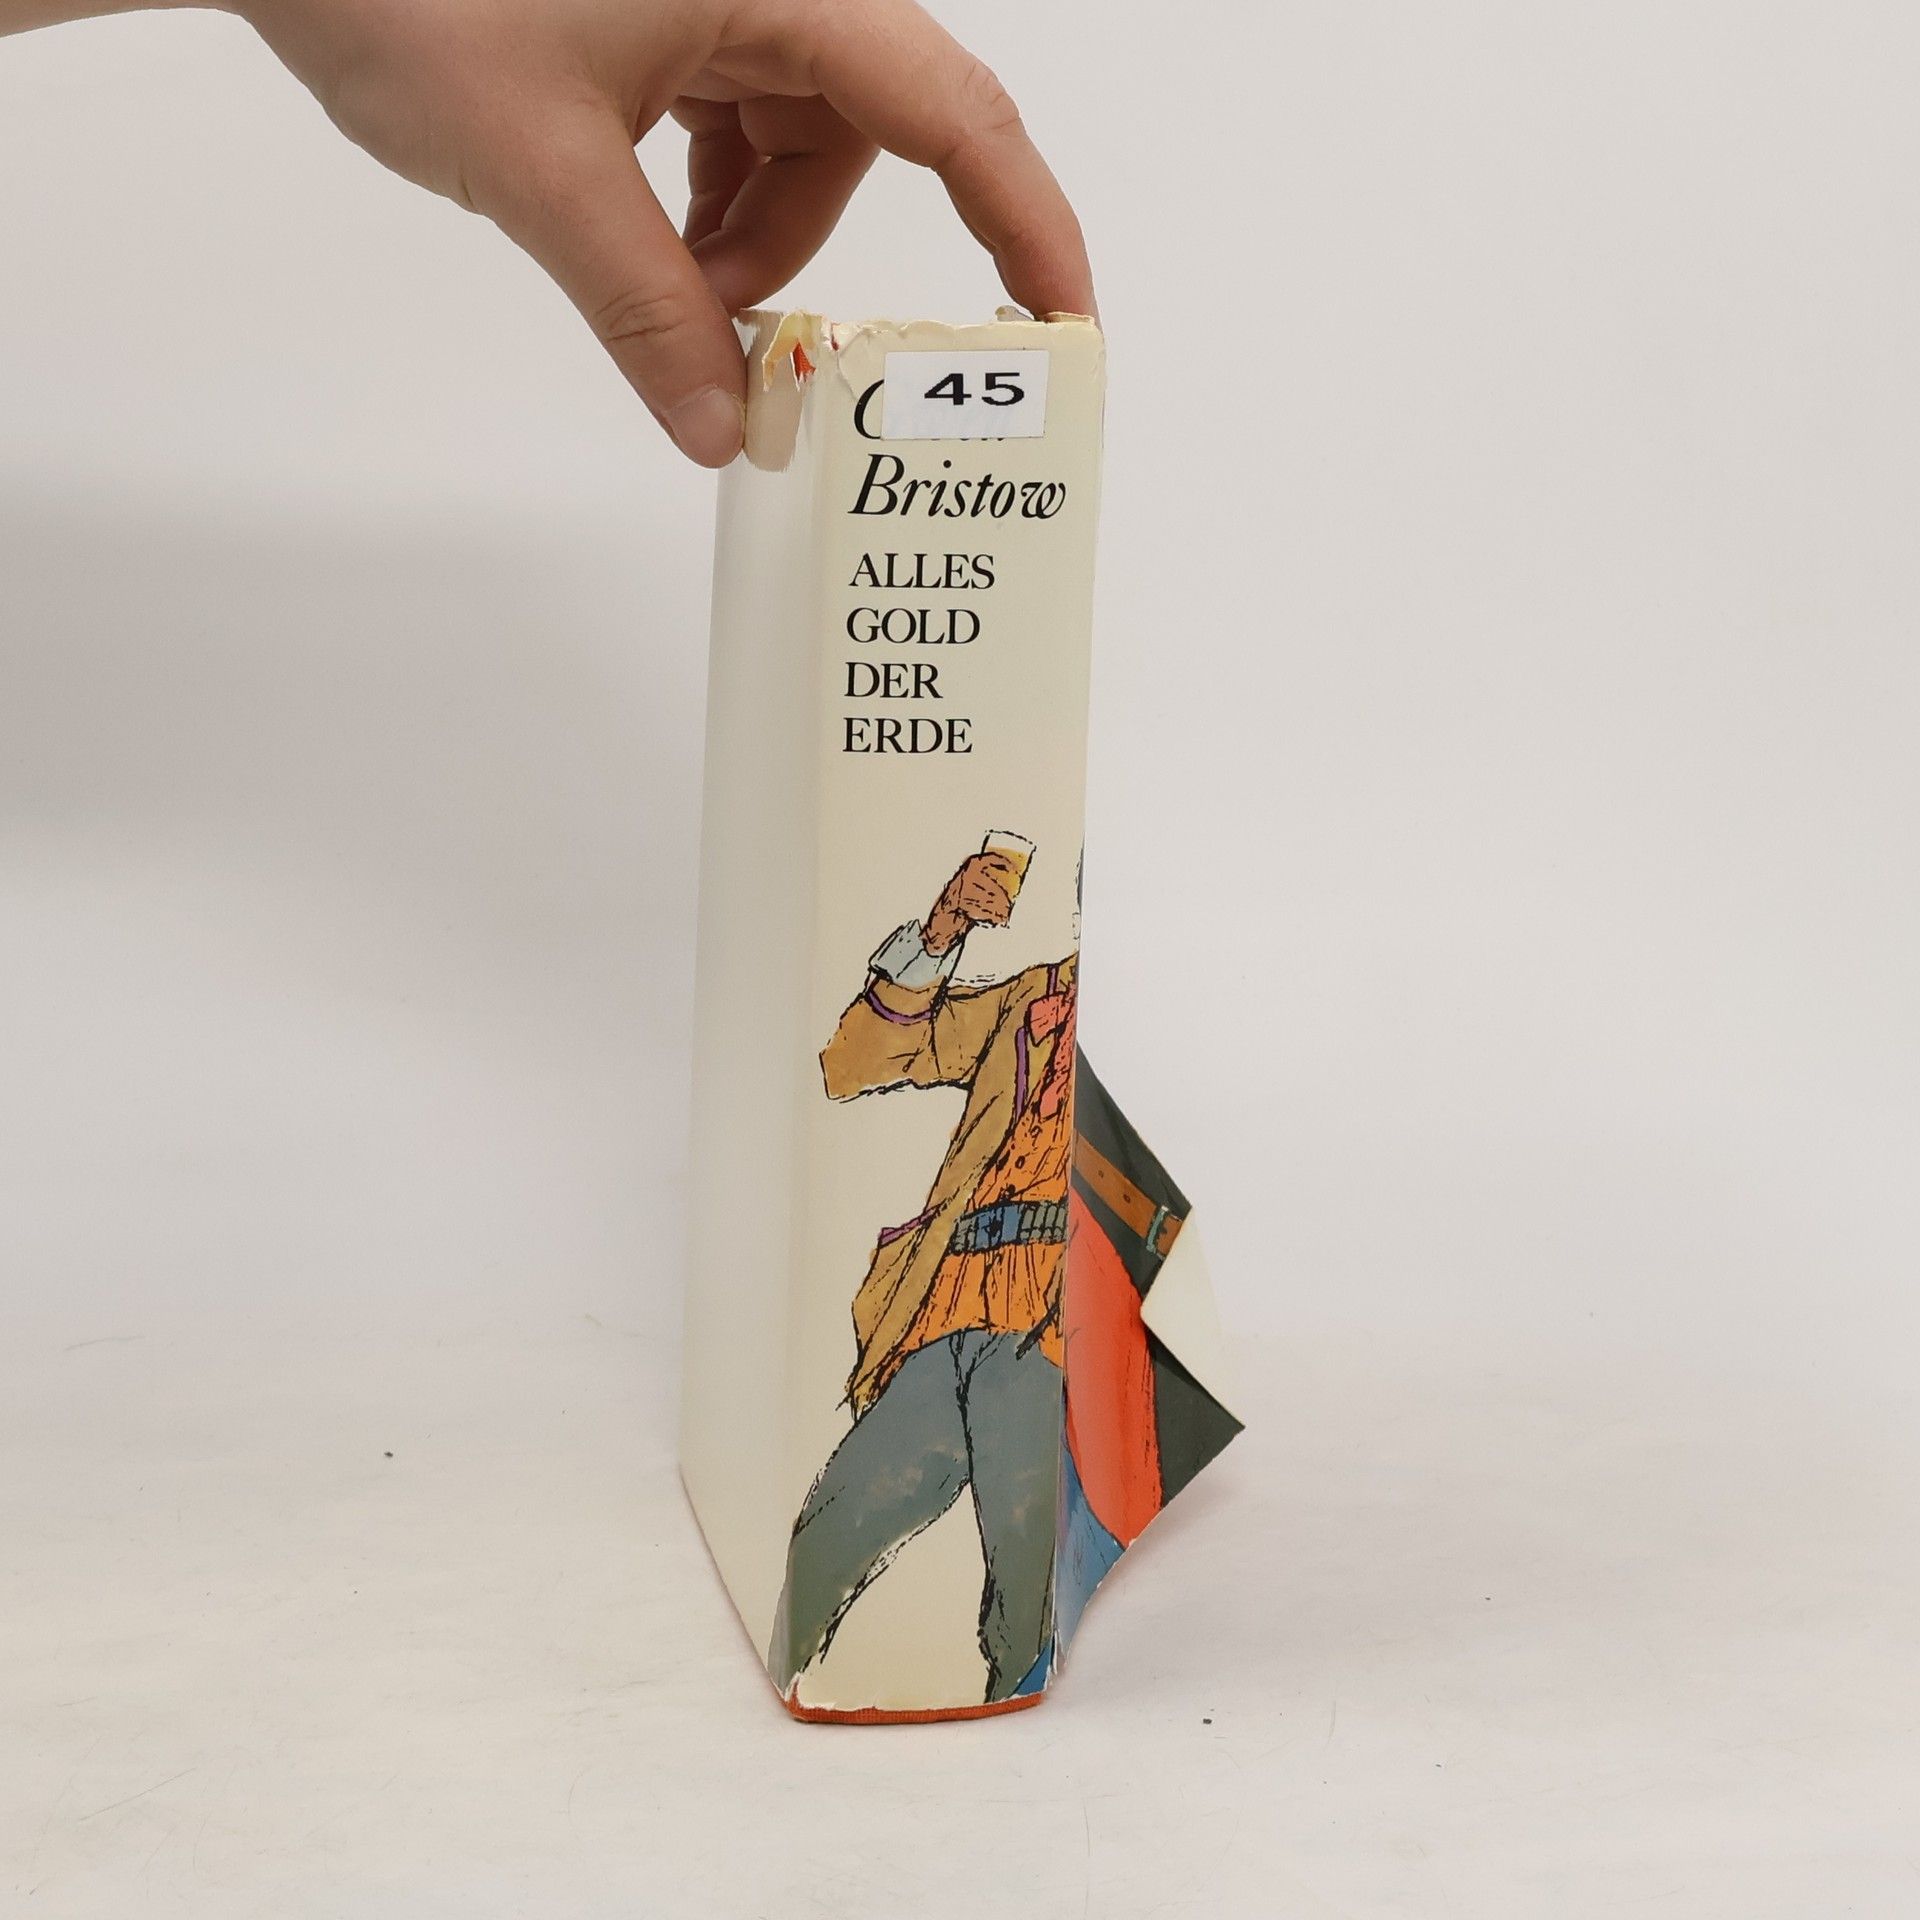 45
Bristow
ALLES
GOLD
DER
ERDE